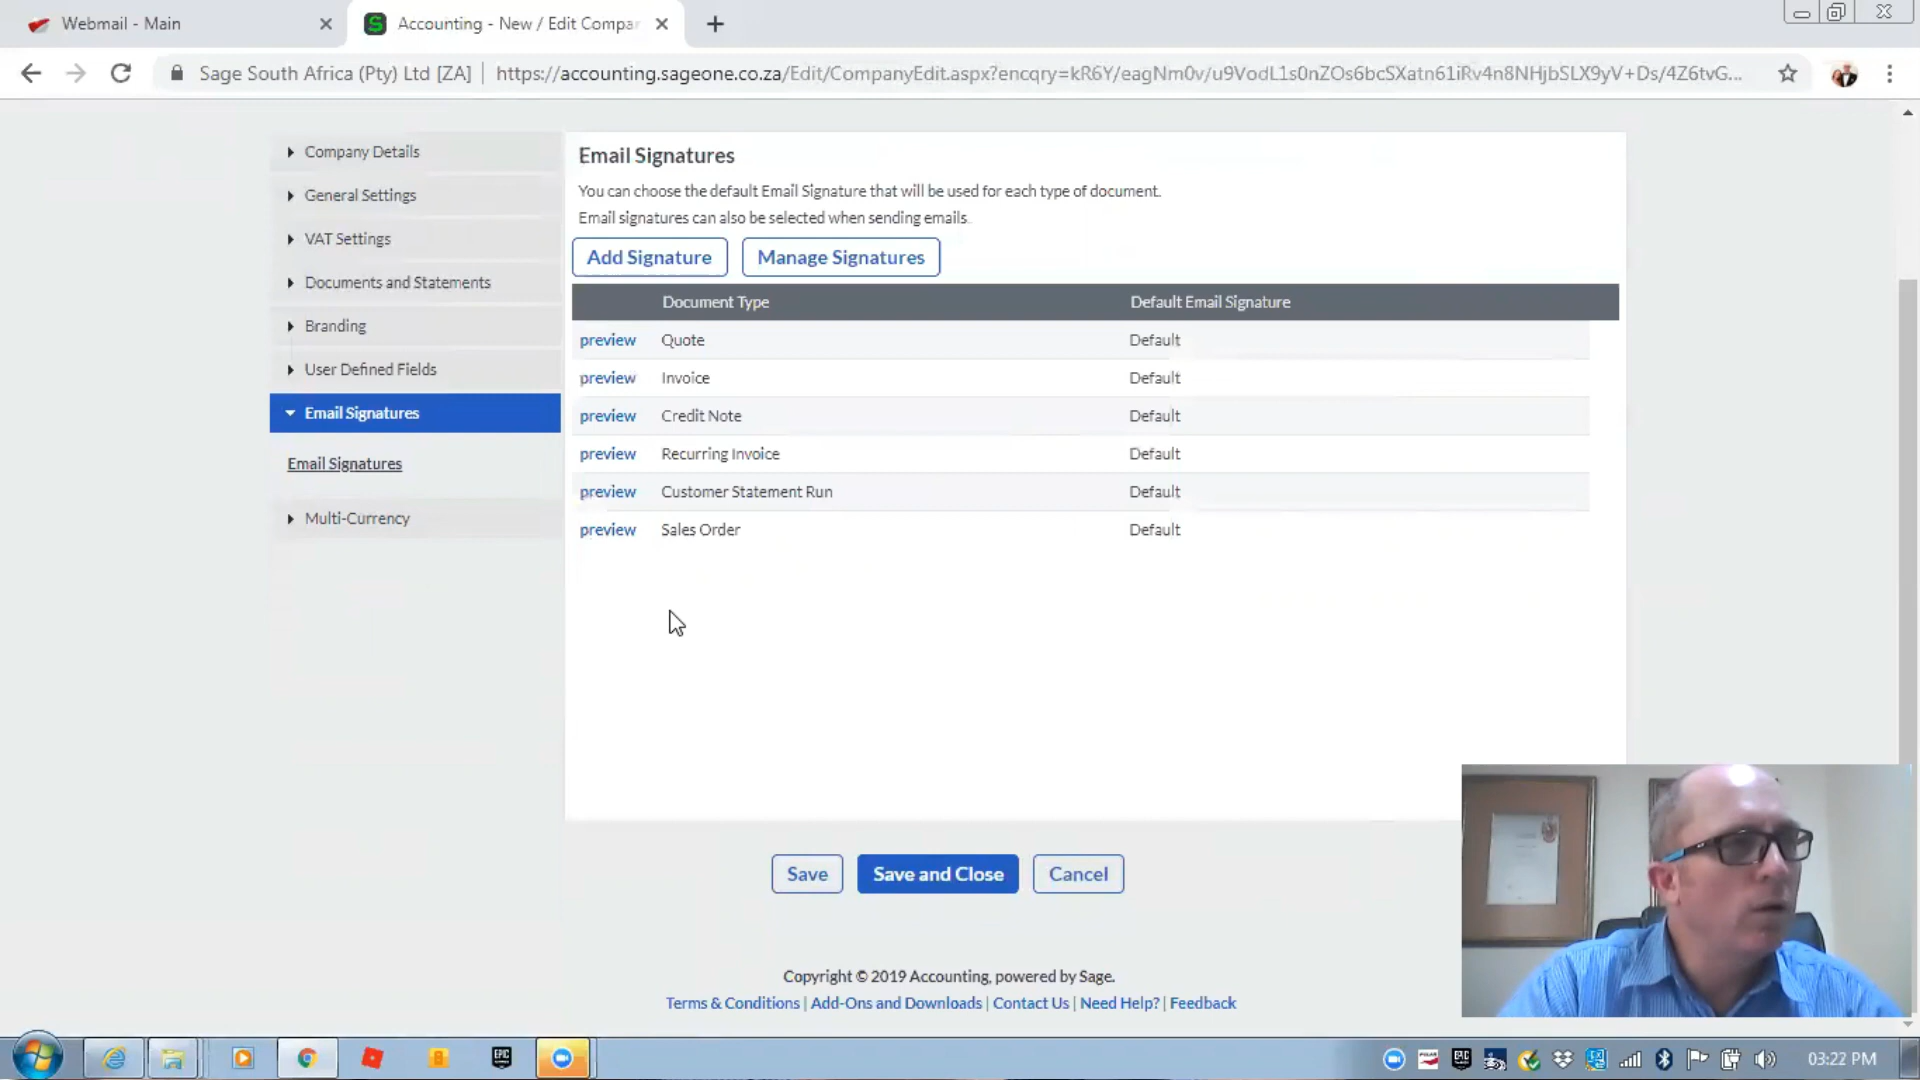 Webmail - Main
Accounting - New / Edit Compar
Sage South Africa (Pty) Ltd [ZA] | https://accounting.sageone.co.za/Edit/CompanyEdit.aspx?encqry=kR6Y/eagNm0v/u9VodL1s0nZOs6bcSXatn61iRv4n8NHjbSLX9yV+Ds/4Z6tvG...
Company Details
General Settings
VAT Settings
Documents and Statements
Branding
User Defined Fields
Email Signatures
Email Signatures
Multi-Currency
Email Signatures
You can choose the default Email Signature that will be used for each type of document.
Email signatures can also be selected when sending emails.
Add Signature Manage Signatures
Document Type Default Email Signature
preview Quote Default
preview Invoice Default
preview Credit Note Default
preview Recurring Invoice Default
preview Customer Statement Run Default
preview Sales Order Default
Save Save and Close Cancel
Copyright © 2019 Accounting, powered by Sage.
Terms & Conditions | Add-Ons and Downloads | Contact Us | Need Help? | Feedback
EPIC EPIC 03:22 PM